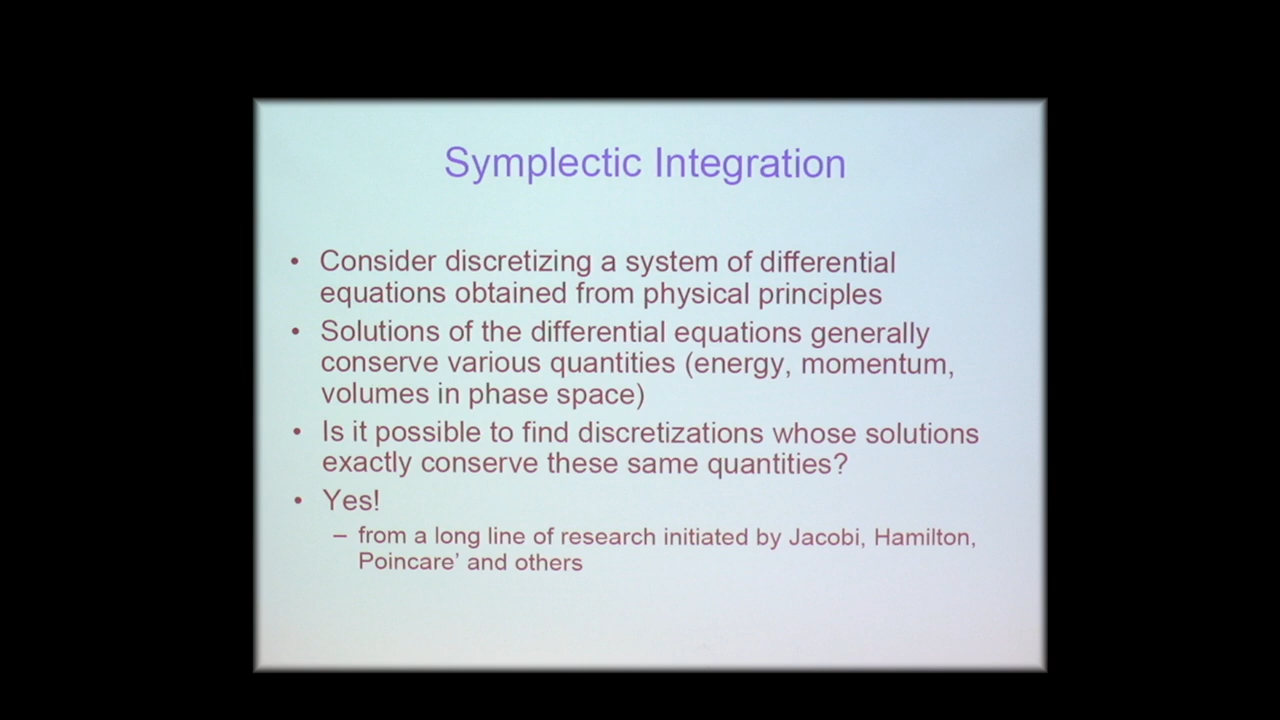 Symplectic Integration
• Consider discretizing a system of differential
equations obtained from physical principles
• Solutions of the differential equations generally
conserve various quantities (energy, momentum,
volumes in phase space)
• Is it possible to find discretizations whose solutions
exactly conserve these same quantities?
• Yes!
– from a long line of research initiated by Jacobi, Hamilton,
Poincare' and others